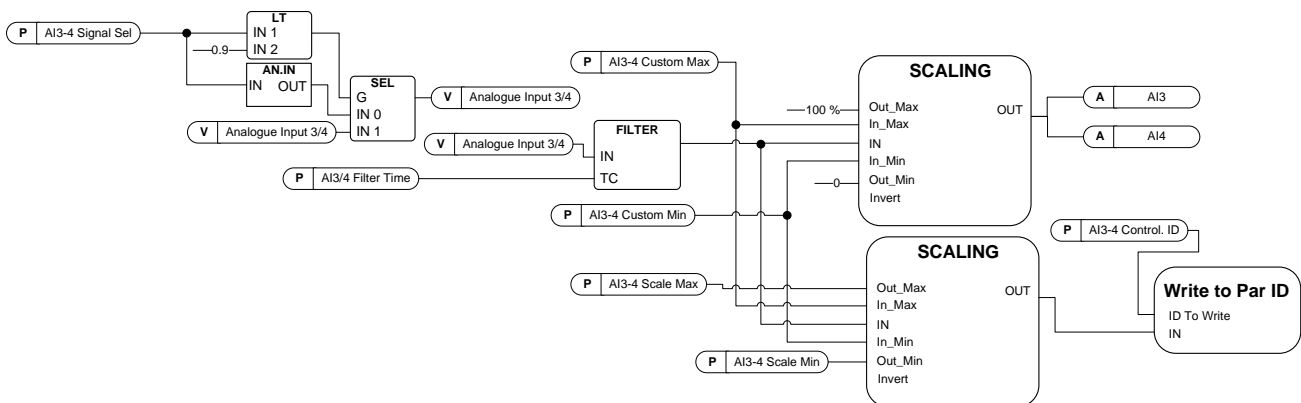 P AI3-4 Signal Sel
LT
IN 1
0.9
IN 2
AN.IN
IN OUT
SEL
G
IN 0
IN 1
V Analogue Input 3/4
V Analogue Input 3/4
V Analogue Input 3/4
P AI3/4 Filter Time
FILTER
IN
TC
P AI3-4 Custom Max
P AI3-4 Custom Min
SCALING
100 %
Out_Max
In_Max
IN
In_Min
0
Out_Min
Invert
OUT
A AI3
A AI4
P AI3-4 Scale Max
P AI3-4 Scale Min
SCALING
Out_Max
In_Max
IN
In_Min
Out_Min
Invert
OUT
P AI3-4 Control. ID
Write to Par ID
ID To Write
IN